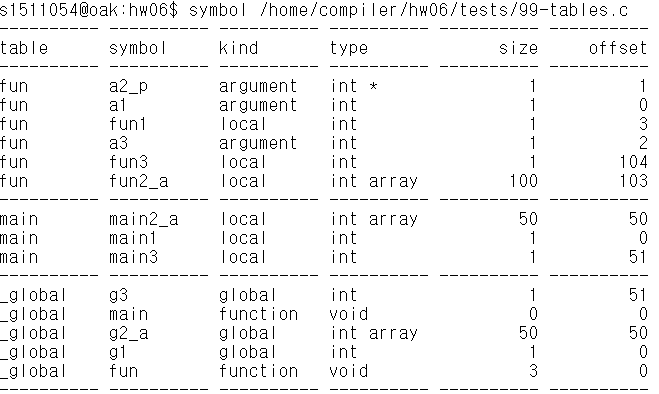 s1511054@oak:hw06$ symbol /home/compiler/hw06/tests/99-tables.c
--------- ---------- --------- ---------- --------- ---------
table symbol kind type size offset
--------- ---------- --------- ---------- --------- ---------
fun a2_p argument int * 1 1
fun a1 argument int 1 0
fun fun1 local int 1 3
fun a3 argument int 1 2
fun fun3 local int 1 104
fun fun2_a local int array 100 103
--------- ---------- --------- ---------- --------- ---------
main main2_a local int array 50 50
main main1 local int 1 0
main main3 local int 1 51
--------- ---------- --------- ---------- --------- ---------
_global g3 global int 1 51
_global main function void 0 0
_global g2_a global int array 50 50
_global g1 global int 1 0
_global fun function void 3 0
--------- ---------- --------- ---------- --------- ---------